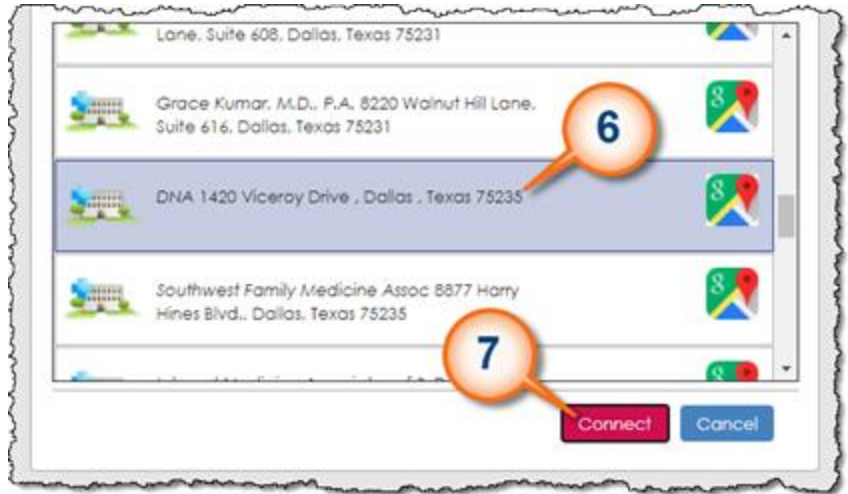 Lane, Suite 608, Dallas, Texas 75231
Grace Kumar, M.D., P.A. 8220 Walnut Hill Lane,
Suite 616, Dallas, Texas 75231
6
DNA 1420 Viceroy Drive , Dallas , Texas 75235
Southwest Family Medicine Assoc 8877 Harry
Hines Blvd., Dallas, Texas 75235
7
Connect
Cancel